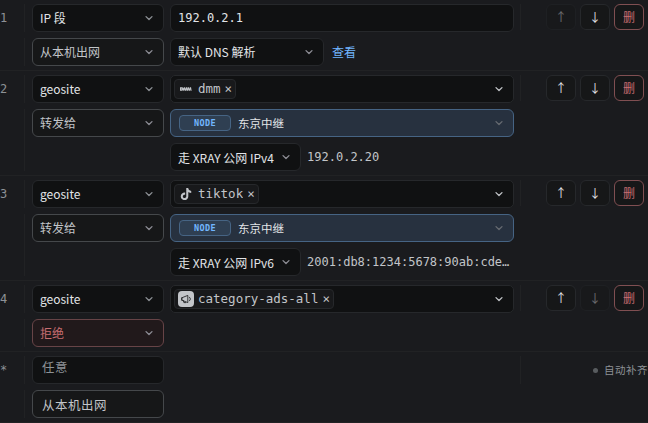 1 IP 段 192.0.2.1 ↑ ↓ 删
从本机出网 默认 DNS 解析 查看
2 geosite dmm × ↑ ↓ 删
转发给 NODE 东京中继
走 XRAY 公网 IPv4 192.0.2.20
3 geosite tiktok × ↑ ↓ 删
转发给 NODE 东京中继
走 XRAY 公网 IPv6 2001:db8:1234:5678:90ab:cde…
4 geosite category-ads-all × ↑ ↓ 删
拒绝
* 任意 自动补齐
从本机出网